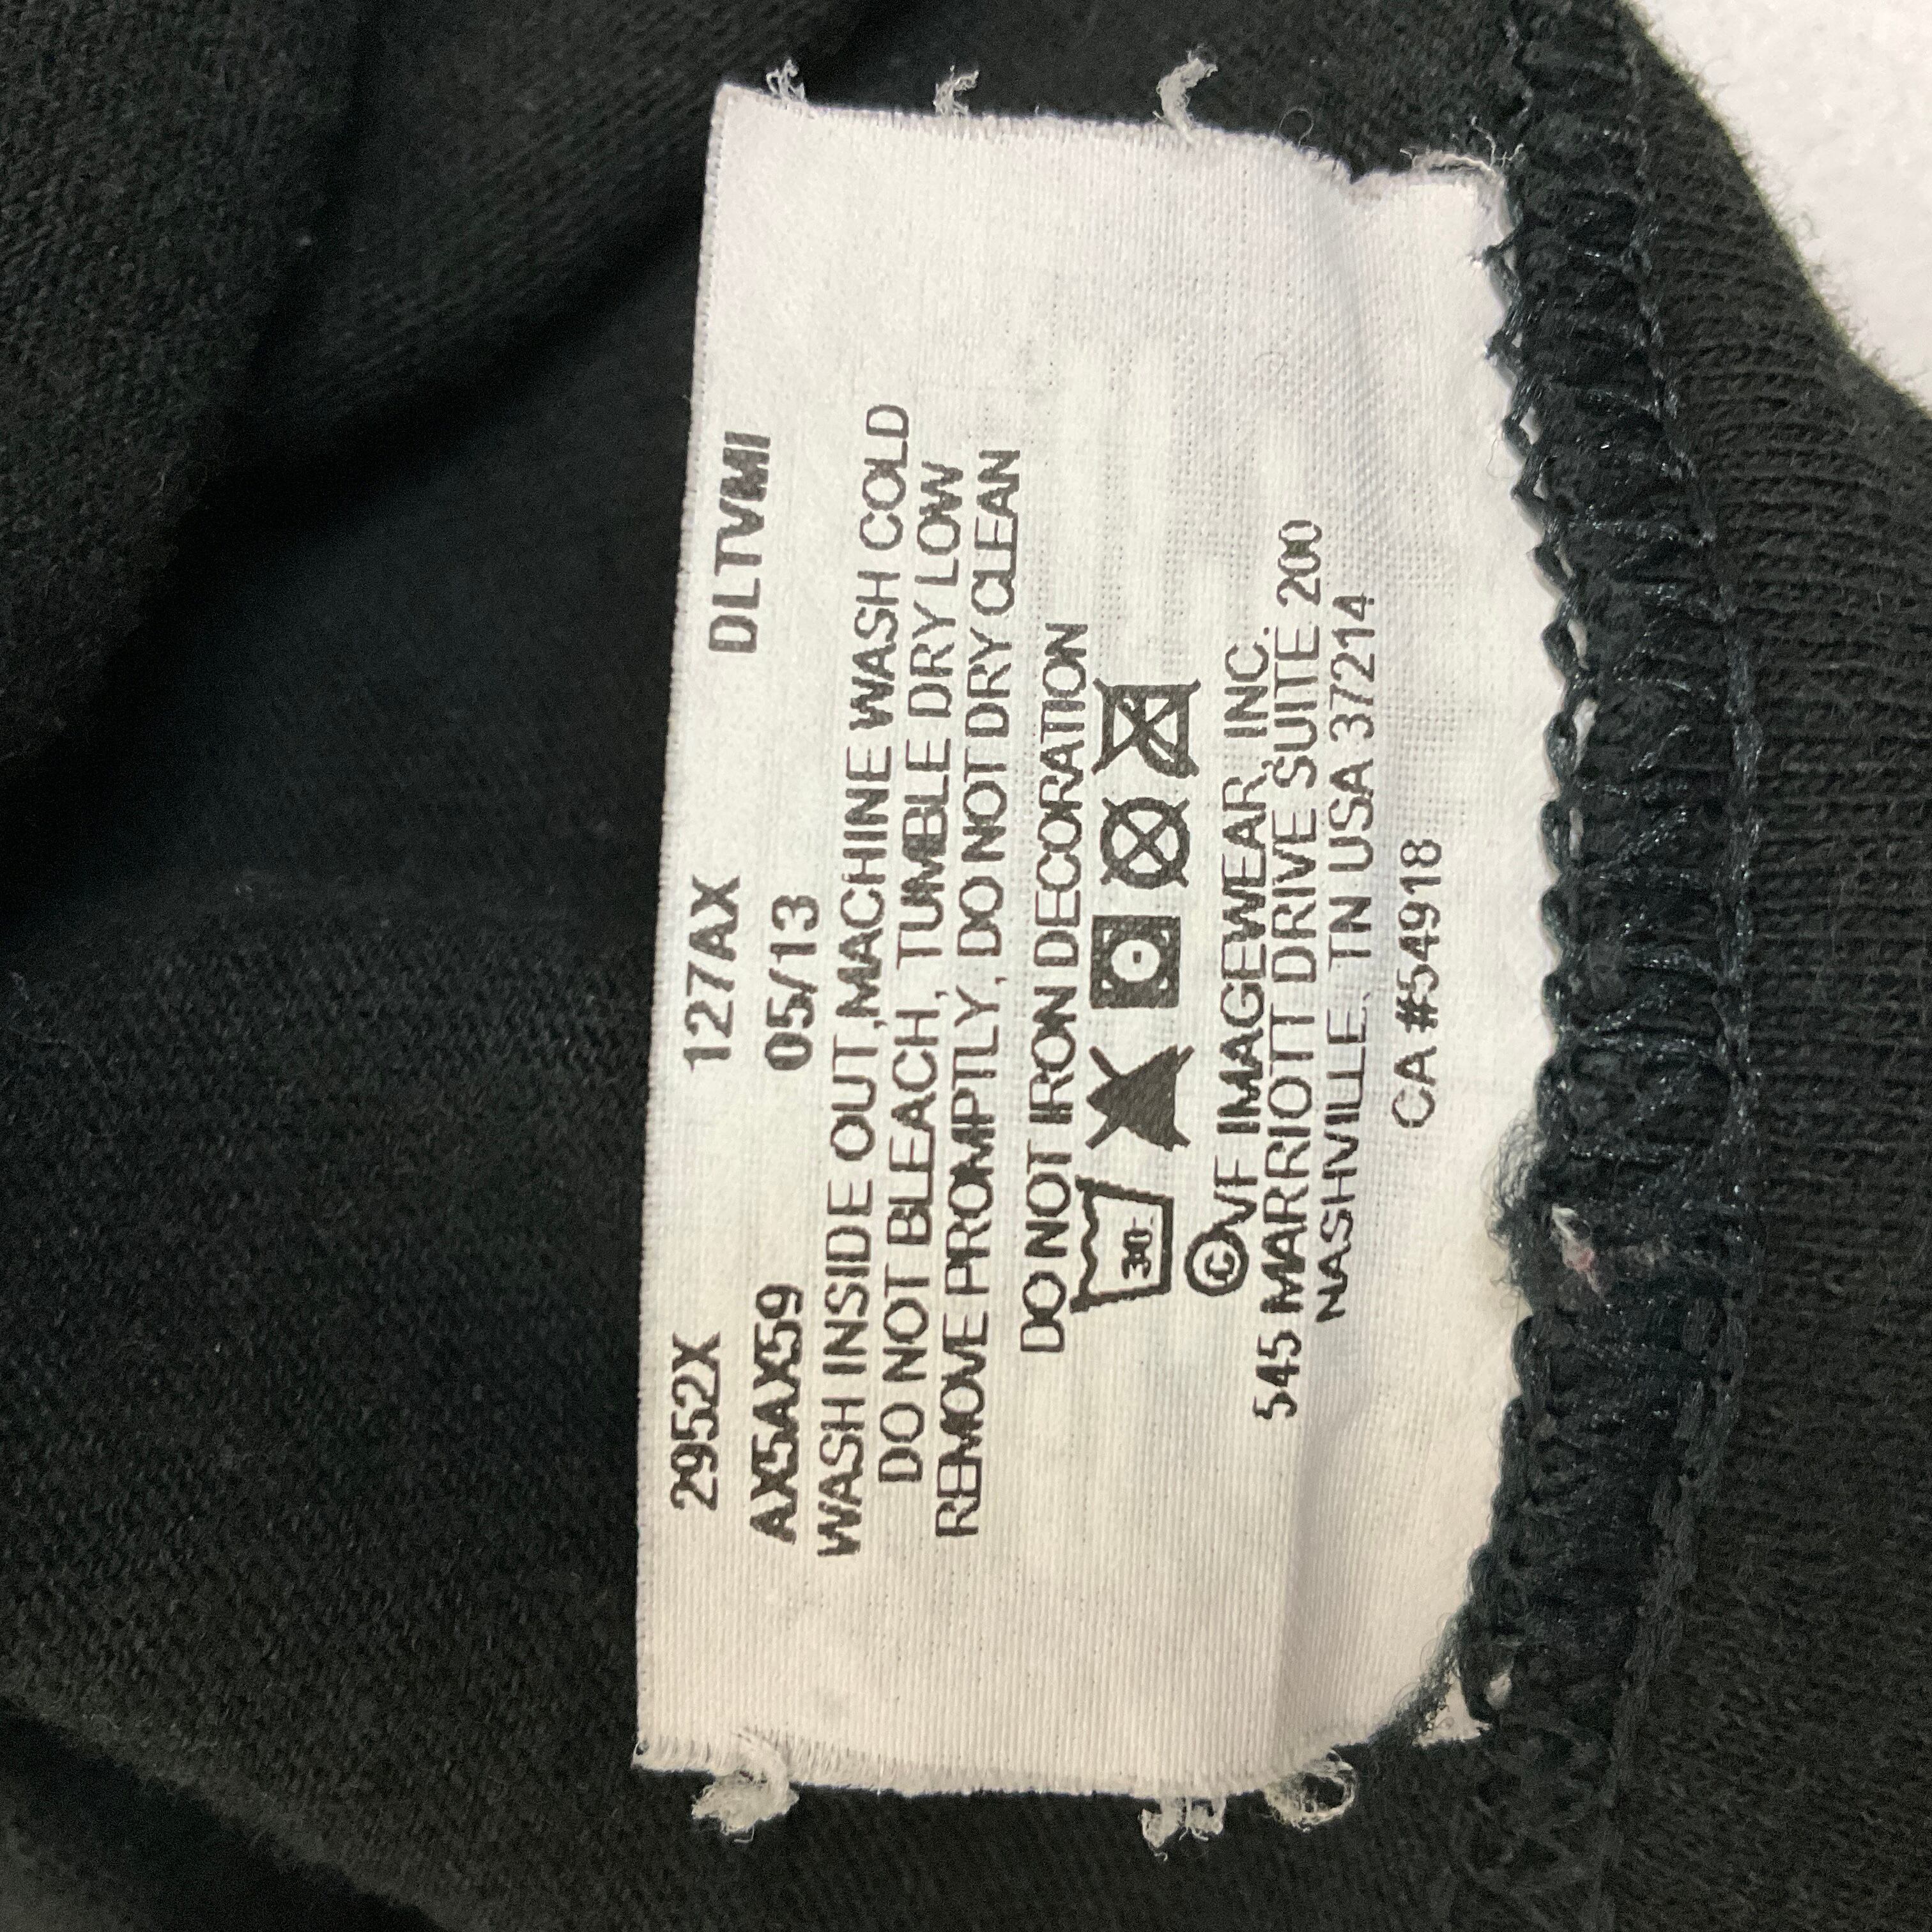 2952X 127AX DLTVMI
AX5AX59 05/13
WASH INSIDE OUT,MACHINE WASH COLD
DO NOT BLEACH, TUMBLE DRY LOW
REMOVE PROMPTLY, DO NOT DRY CLEAN
DO NOT IRON DECORATION
30
©VF IMAGEWEAR, INC.
545 MARRIOTT DRIVE SUITE 200
NASHVILLE, TN USA 37214
CA #54918